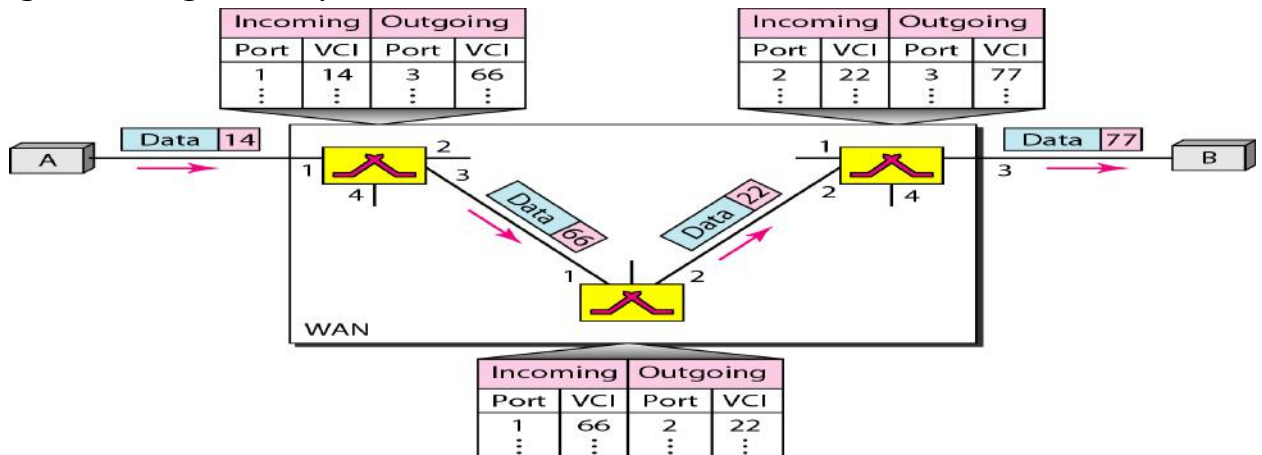 Incoming Outgoing
Port VCI Port VCI
1 14 3 66
⋮ ⋮ ⋮ ⋮
Incoming Outgoing
Port VCI Port VCI
2 22 3 77
⋮ ⋮ ⋮ ⋮
A
Data 14
1
2
3
4
Data 66
Data 22
1
2
3
4
Data 77
B
1
2
WAN
Incoming Outgoing
Port VCI Port VCI
1 66 2 22
⋮ ⋮ ⋮ ⋮